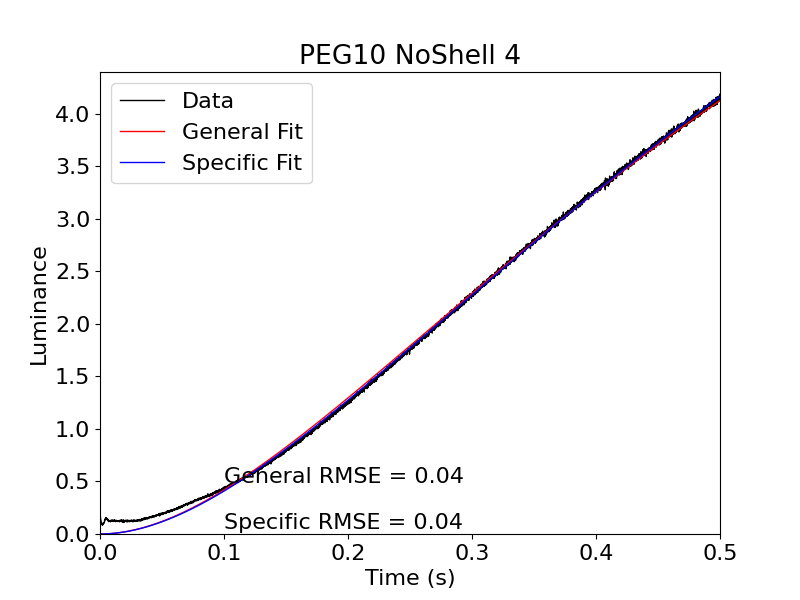 PEG10 NoShell 4
Data
General Fit
Specific Fit
Luminance
4.0
3.5
3.0
2.5
2.0
1.5
1.0
0.5
0.0
General RMSE = 0.04
Specific RMSE = 0.04
0.0 0.1 0.2 0.3 0.4 0.5
Time (s)